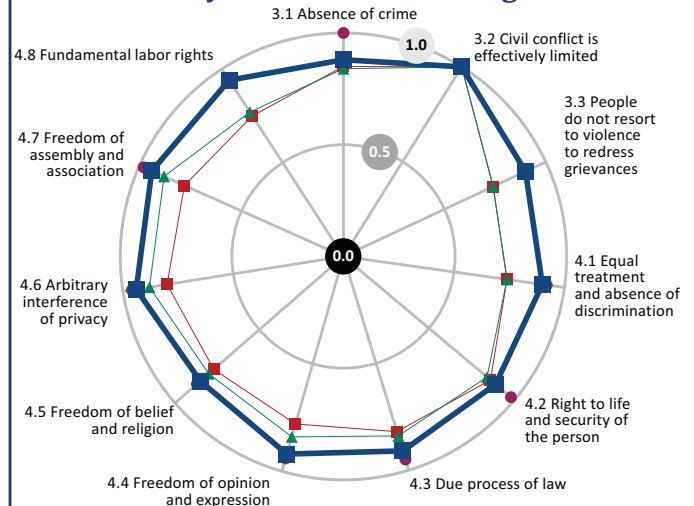 3.1 Absence of crime
1.0
3.2 Civil conflict is
effectively limited
4.8 Fundamental labor rights
3.3 People
do not resort
to violence
to redress
grievances
0.5
4.7 Freedom of
assembly and
association
0.0
4.1 Equal
treatment
and absence of
discrimination
4.6 Arbitrary
interference
of privacy
4.2 Right to life
and security of
the person
4.5 Freedom of belief
and religion
4.3 Due process of law
4.4 Freedom of opinion
and expression